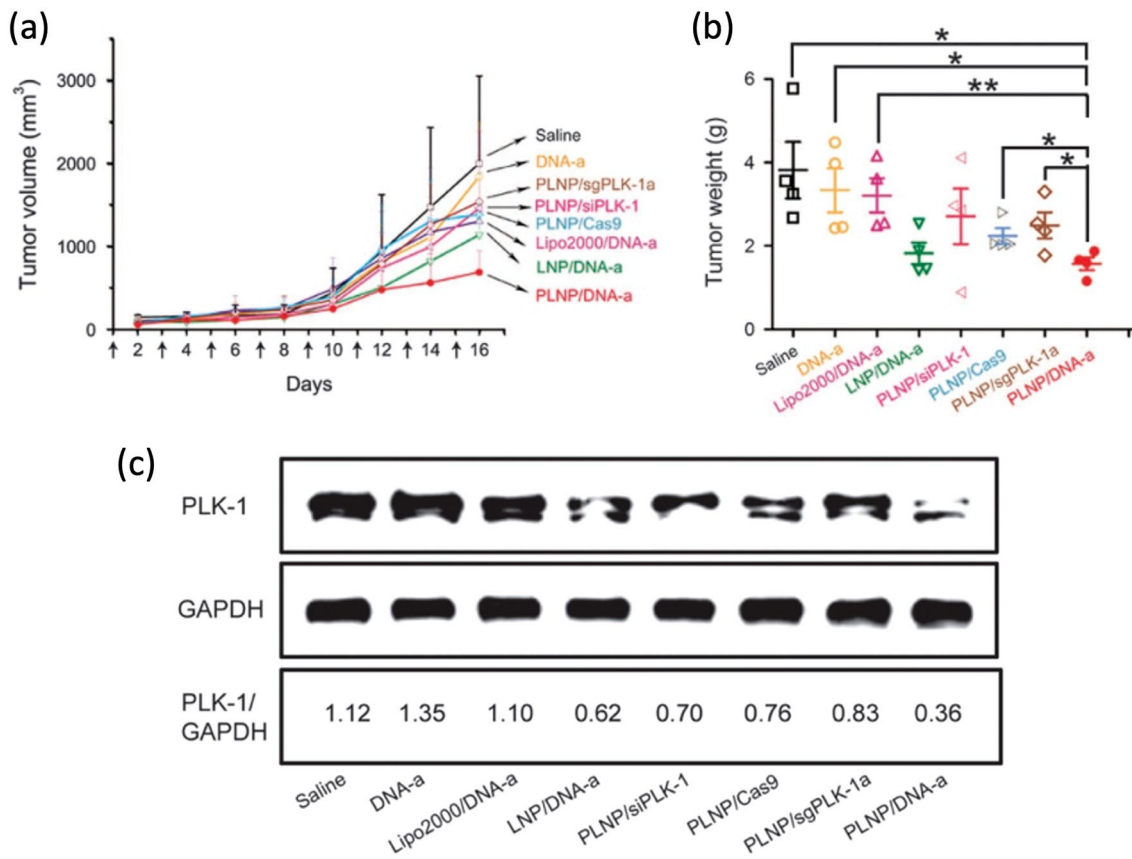 (a)
Tumor volume (mm³)
3000
2000
1000
0
2 4 6 8 10 12 14 16
Days
Saline
DNA-a
PLNP/sgPLK-1a
PLNP/siPLK-1
PLNP/Cas9
Lipo2000/DNA-a
LNP/DNA-a
PLNP/DNA-a
(b)
Tumor weight (g)
6
4
2
0
*
*
**
*
*
Saline
DNA-a
Lipo2000/DNA-a
LNP/DNA-a
PLNP/siPLK-1
PLNP/Cas9
PLNP/sgPLK-1a
PLNP/DNA-a
(c)
PLK-1
GAPDH
PLK-1/
GAPDH
1.12 1.35 1.10 0.62 0.70 0.76 0.83 0.36
Saline
DNA-a
Lipo2000/DNA-a
LNP/DNA-a
PLNP/siPLK-1
PLNP/Cas9
PLNP/sgPLK-1a
PLNP/DNA-a